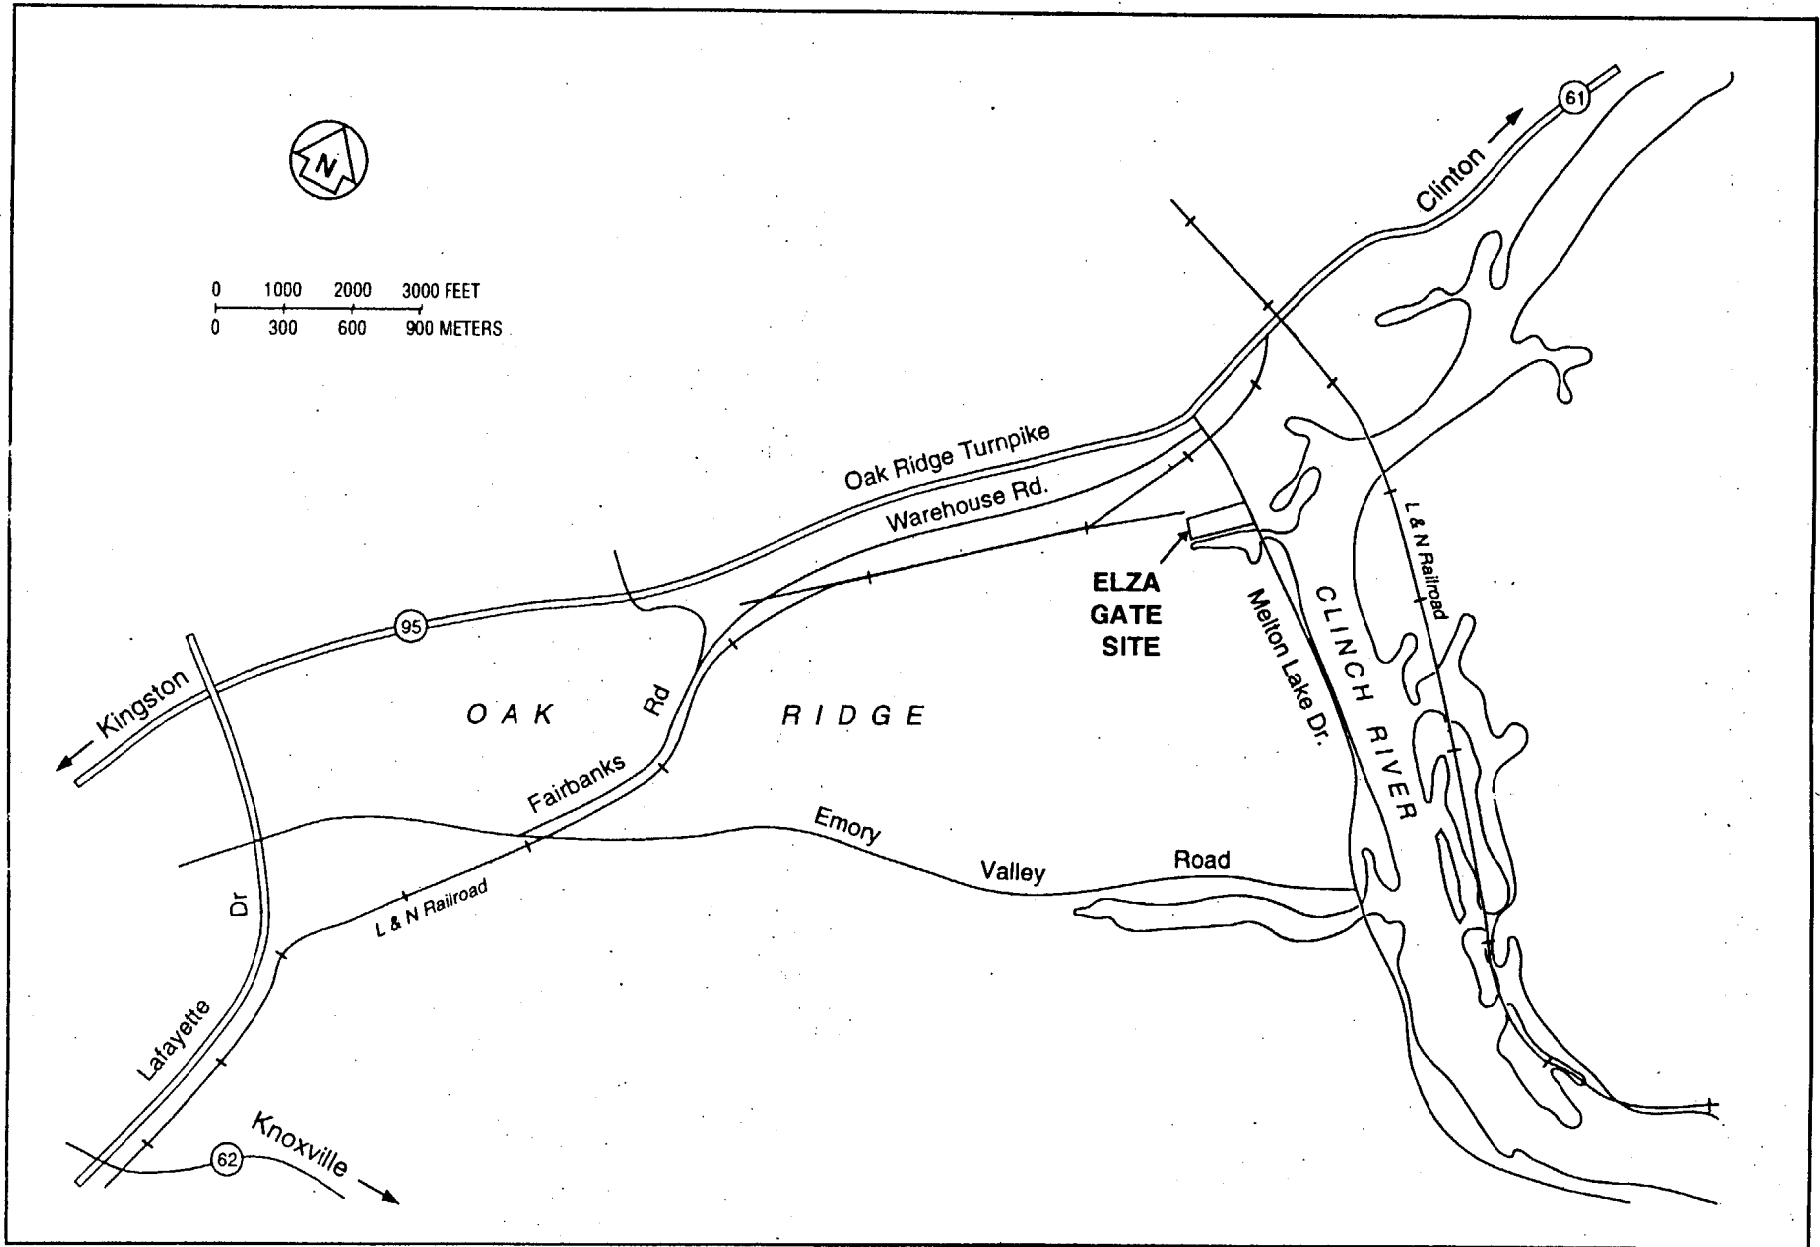 61
Clinton
N
0 1000 2000 3000 FEET
0 300 600 900 METERS
Oak Ridge Turnpike
Warehouse Rd.
L & N Railroad
ELZA
GATE
SITE
Melton Lake Dr.
CLINCH RIVER
95
Kingston
OAK RIDGE
Fairbanks Rd
Emory Valley Road
L & N Railroad
Lafayette Dr
Knoxville
62